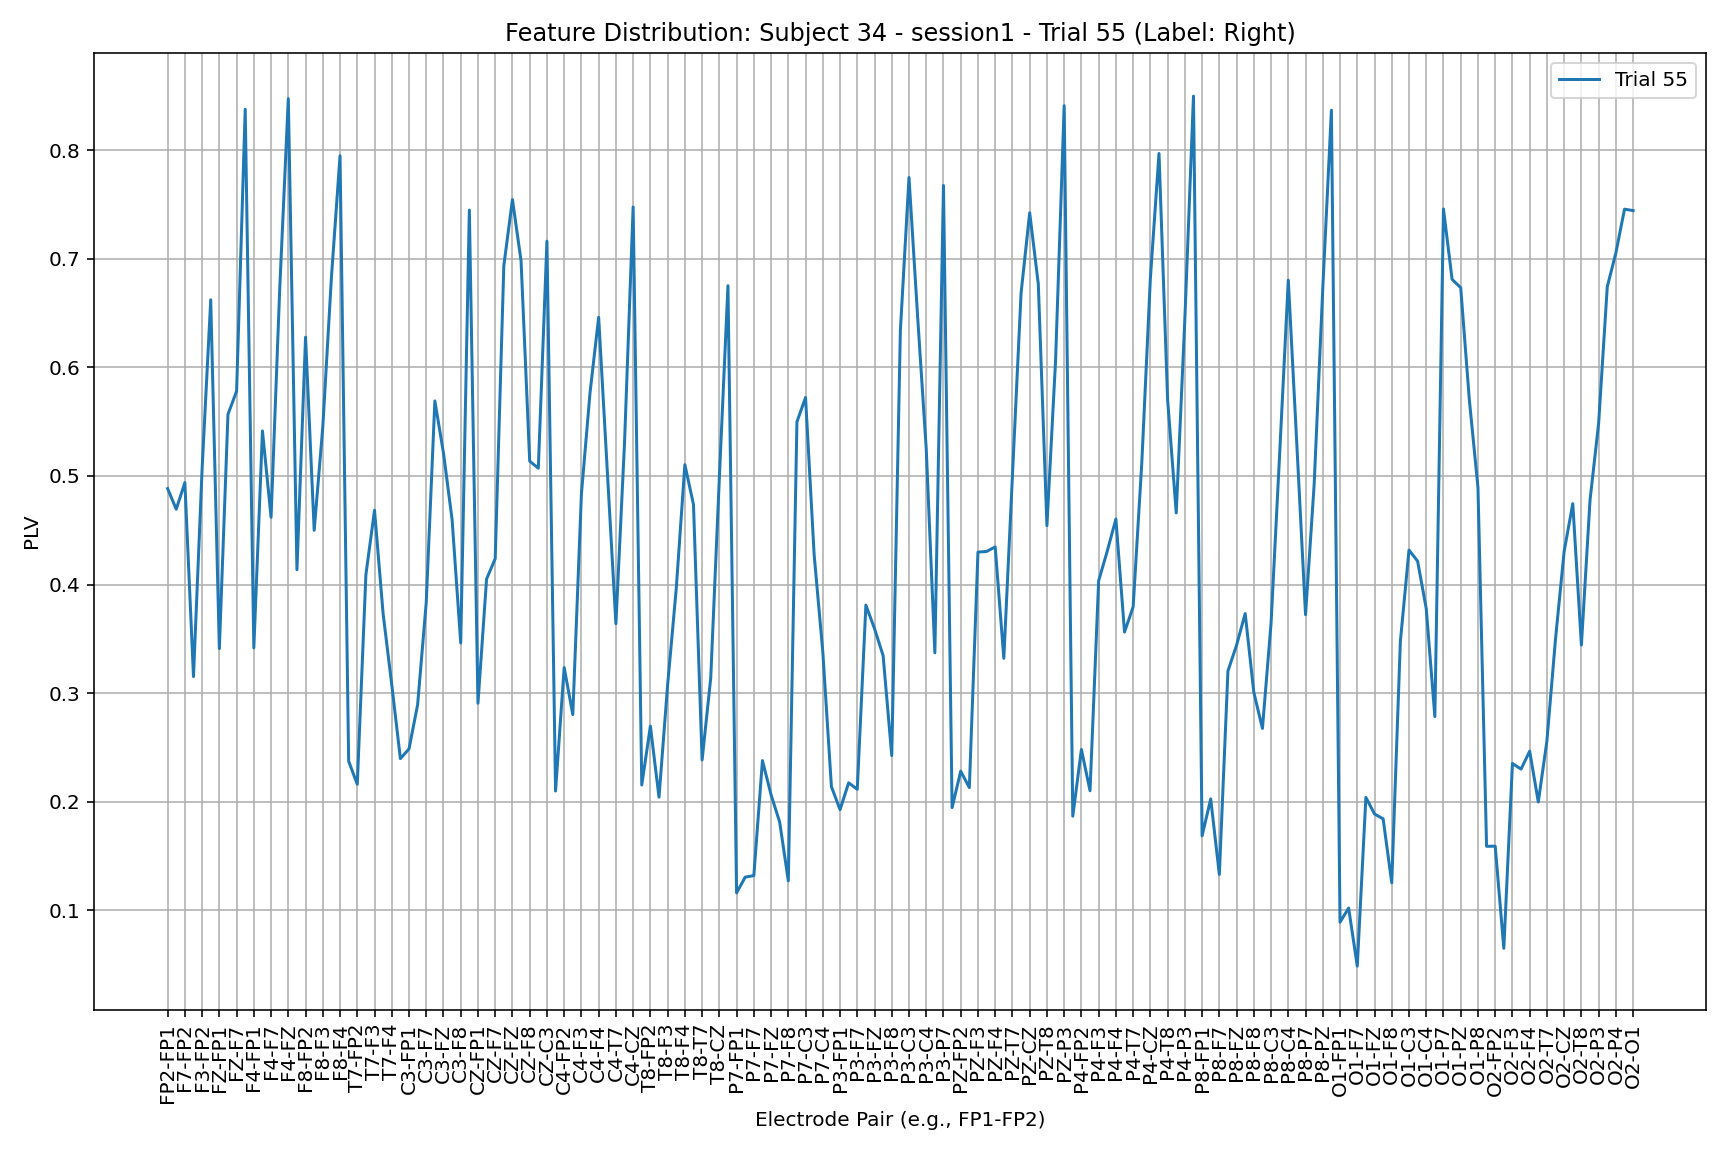 Feature Distribution: Subject 34 - session1 - Trial 55 (Label: Right)
Trial 55
PLV
0.8
0.7
0.6
0.5
0.4
0.3
0.2
0.1
FP2-FP1
F7-FP2
F3-FP2
FZ-FP1
FZ-F7
F4-FP1
F4-F7
F4-FZ
F8-FP2
F8-F3
F8-F4
T7-FP2
T7-F3
T7-F4
C3-FP1
C3-F7
C3-FZ
C3-F8
CZ-FP1
CZ-F7
CZ-FZ
CZ-F8
CZ-C3
C4-FP2
C4-F3
C4-F4
C4-T7
C4-CZ
T8-FP2
T8-F3
T8-F4
T8-T7
T8-CZ
P7-FP1
P7-F7
P7-FZ
P7-F8
P7-C3
P7-C4
P3-FP1
P3-F7
P3-FZ
P3-F8
P3-C3
P3-C4
P3-P7
PZ-FP2
PZ-F3
PZ-F4
PZ-T7
PZ-CZ
PZ-T8
PZ-P3
P4-FP2
P4-F3
P4-F4
P4-T7
P4-CZ
P4-T8
P4-P3
P8-FP1
P8-F7
P8-FZ
P8-F8
P8-C3
P8-C4
P8-P7
P8-PZ
O1-FP1
O1-F7
O1-FZ
O1-F8
O1-C3
O1-C4
O1-P7
O1-PZ
O1-P8
O2-FP2
O2-F3
O2-F4
O2-T7
O2-CZ
O2-T8
O2-P3
O2-P4
O2-O1
Electrode Pair (e.g., FP1-FP2)